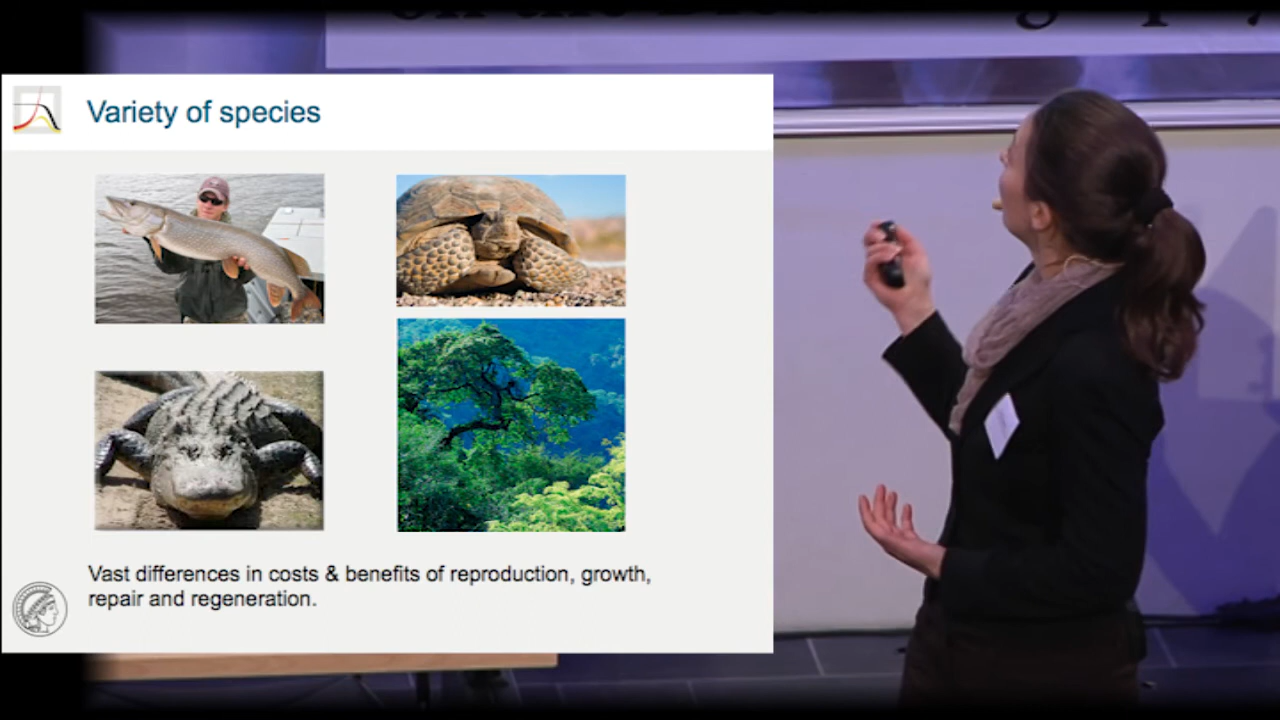 Variety of species
Vast differences in costs & benefits of reproduction, growth,
repair and regeneration.